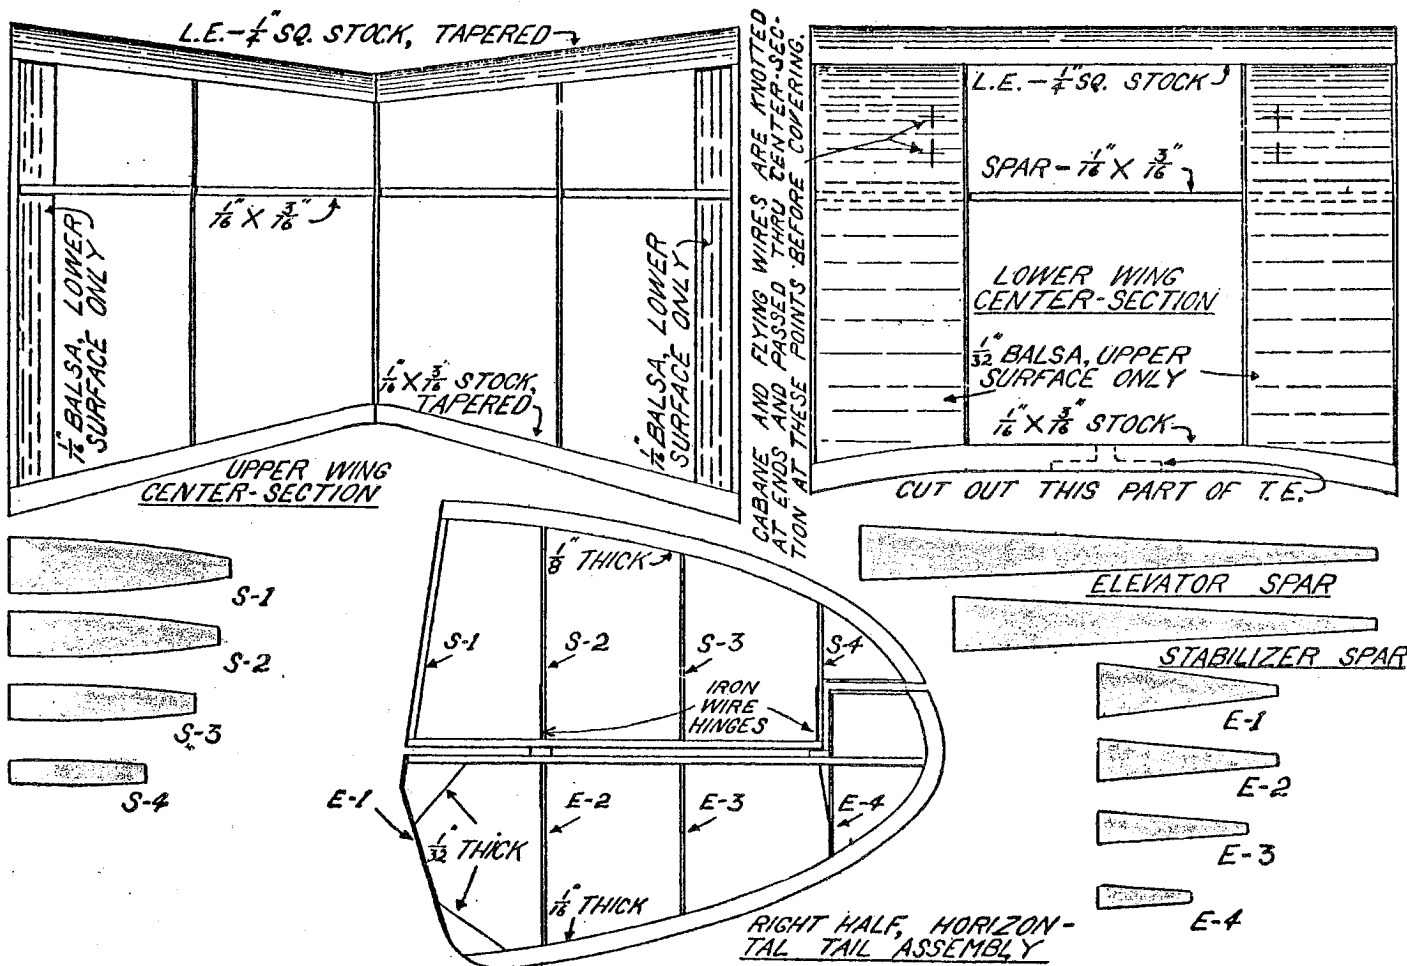 L.E.-1/4" SQ. STOCK, TAPERED
1/16" X 3/16"
1/16" BALSA, LOWER
SURFACE ONLY
1/16" BALSA, LOWER
SURFACE ONLY
1/16" X 3/16" STOCK,
TAPERED
UPPER WING
CENTER-SECTION
CABANE AND FLYING WIRES ARE KNOTTED
AT ENDS AND PASSED THRU CENTER-SEC-
TION AT THESE POINTS BEFORE COVERING.
L.E.-1/4" SQ. STOCK
SPAR-1/16" X 3/16"
LOWER WING
CENTER-SECTION
1/32" BALSA, UPPER
SURFACE ONLY
1/16" X 3/16" STOCK
CUT OUT THIS PART OF T.E.
S-1
S-2
S-3
S-4
1/8" THICK
S-1
S-2
S-3
S-4
IRON
WIRE
HINGES
E-1
E-2
E-3
E-4
1/32" THICK
1/16" THICK
RIGHT HALF, HORIZON-
TAL TAIL ASSEMBLY
ELEVATOR SPAR
STABILIZER SPAR
E-1
E-2
E-3
E-4